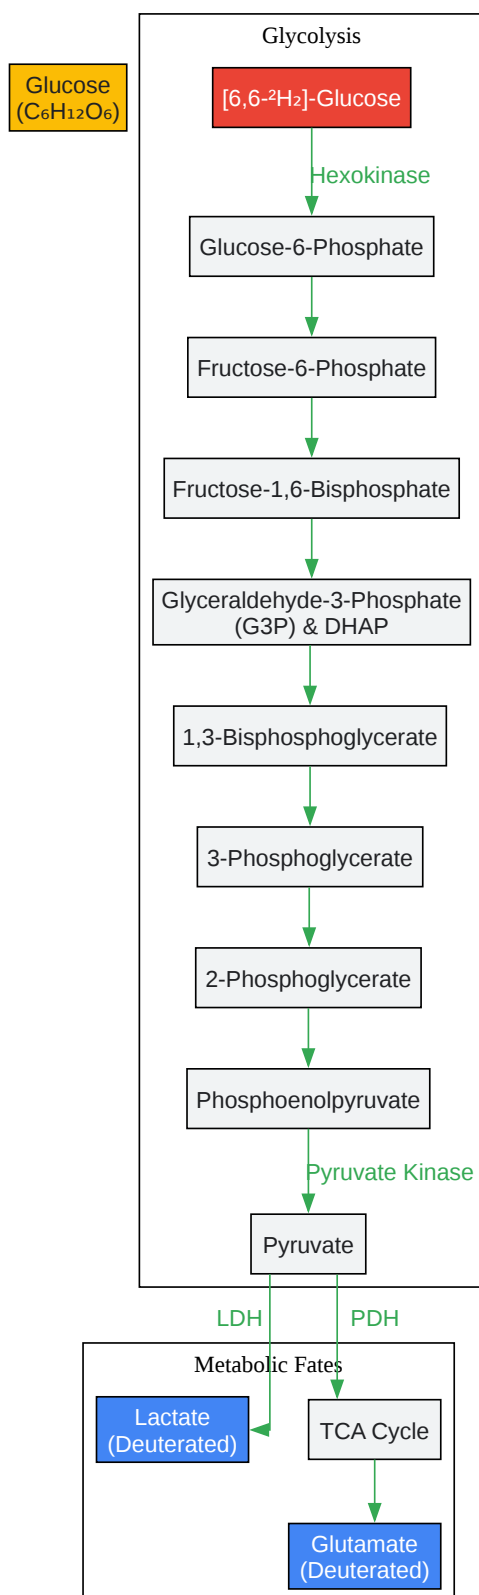 Glycolysis
Glucose
(C₆H₁₂O₆)
[6,6-²H₂]-Glucose
Hexokinase
Glucose-6-Phosphate
Fructose-6-Phosphate
Fructose-1,6-Bisphosphate
Glyceraldehyde-3-Phosphate
(G3P) & DHAP
1,3-Bisphosphoglycerate
3-Phosphoglycerate
2-Phosphoglycerate
Phosphoenolpyruvate
Pyruvate Kinase
Pyruvate
LDH
PDH
Metabolic Fates
Lactate
(Deuterated)
TCA Cycle
Glutamate
(Deuterated)